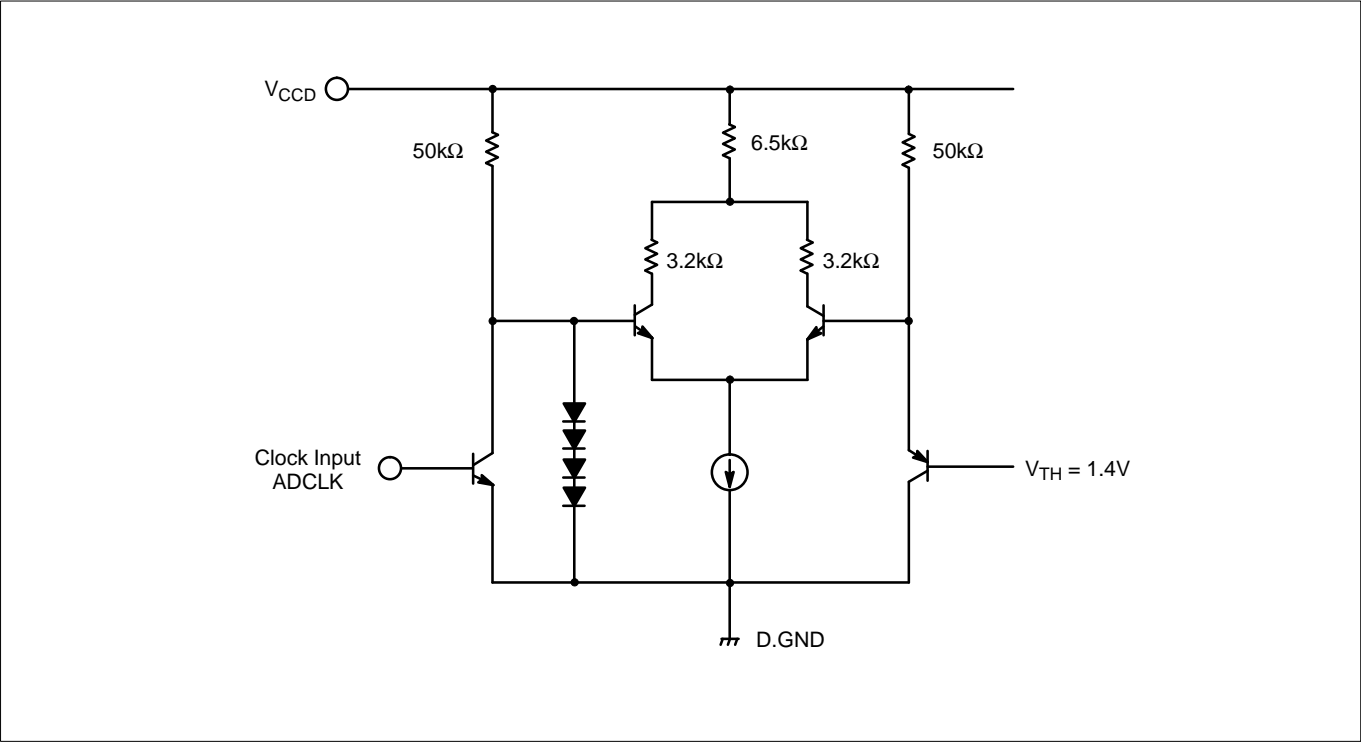 VCCD
50kΩ
6.5kΩ
50kΩ
3.2kΩ
3.2kΩ
Clock Input
ADCLK
VTH = 1.4V
D.GND